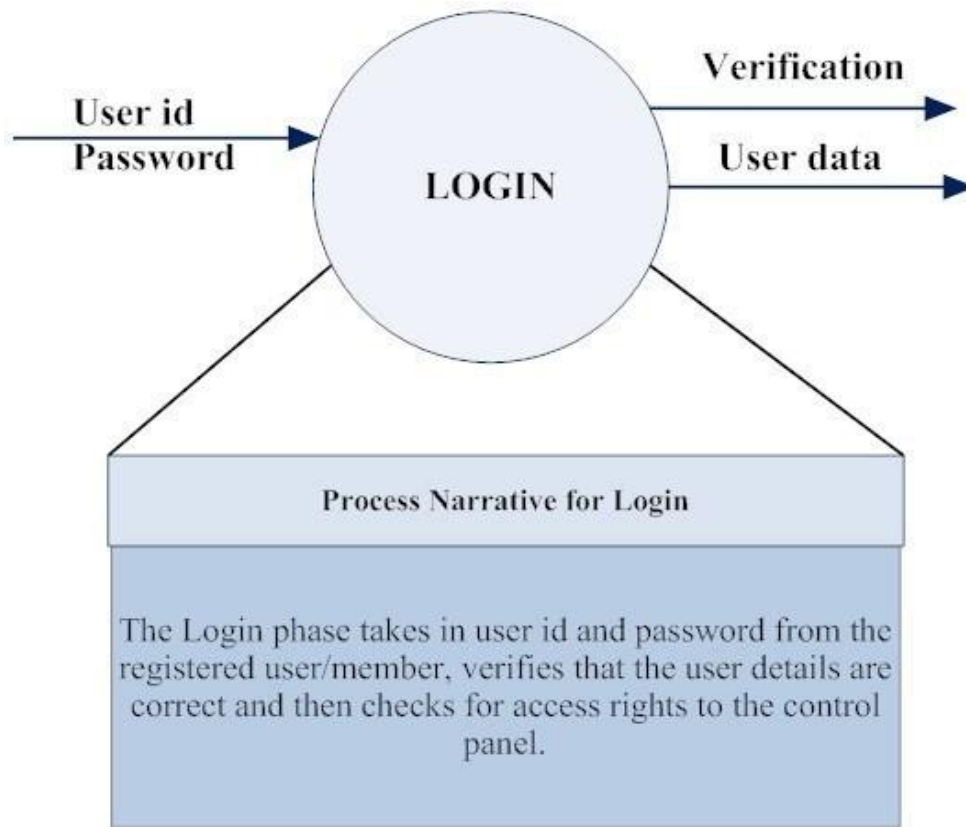 Verification
User id
Password
User data
LOGIN
Process Narrative for Login
The Login phase takes in user id and password from the
registered user/member, verifies that the user details are
correct and then checks for access rights to the control
panel.